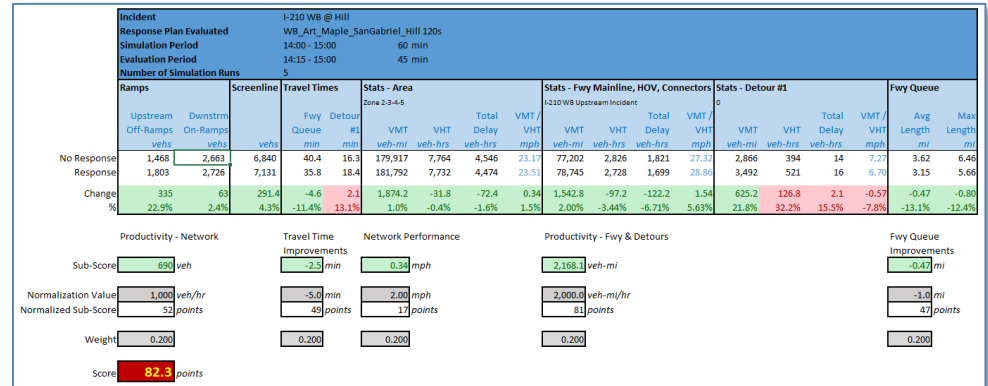 Incident I-210 WB @ Hill
Response Plan Evaluated WB_Art_Maple_SanGabriel_Hill 120s
Simulation Period 14:00 - 15:00 60 min
Evaluation Period 14:15 - 15:00 45 min
Number of Simulation Runs 5
Ramps Screenline Travel Times Stats - Area Stats - Fwy Mainline, HOV, Connectors Stats - Detour #1 Fwy Queue
Zone 2-3-4-5 I-210 WB Upstream Incident 0
Upstream Dwnstrm Fwy Detour Total VMT / Total VMT / Total VMT / Avg Max
Off-Ramps On-Ramps Queue #1 VMT VHT Delay VHT VMT VHT Delay VHT VMT VHT Delay VHT Length Length
vehs vehs vehs min min veh-mi veh-hrs veh-hrs mph veh-mi veh-hrs veh-hrs mph veh-mi veh-hrs veh-hrs mph mi mi
No Response 1,468 2,663 6,840 40.4 16.3 179,917 7,764 4,546 23.17 77,202 2,826 1,821 27.32 2,866 394 14 7.27 3.62 6.46
Response 1,803 2,726 7,131 35.8 18.4 181,792 7,732 4,474 23.51 78,745 2,728 1,699 28.86 3,492 521 16 6.70 3.15 5.66
Change 335 63 291.4 -4.6 2.1 1,874.2 -31.8 -72.4 0.34 1,542.8 -97.2 -122.2 1.54 625.2 126.8 2.1 -0.57 -0.47 -0.80
% 22.9% 2.4% 4.3% -11.4% 13.1% 1.0% -0.4% -1.6% 1.5% 2.00% -3.44% -6.71% 5.63% 21.8% 32.2% 15.5% -7.8% -13.1% -12.4%
Productivity - Network Travel Time Network Performance Productivity - Fwy & Detours Fwy Queue
Improvements Improvements
Sub-Score 690 veh -2.5 min 0.34 mph 2,168.1 veh-mi -0.47 mi
Normalization Value 1,000 veh/hr -5.0 min 2.00 mph 2,000.0 veh-mi/hr -1.0 mi
Normalized Sub-Score 52 points 49 points 17 points 81 points 47 points
Weight 0.200 0.200 0.200 0.200 0.200
Score 82.3 points